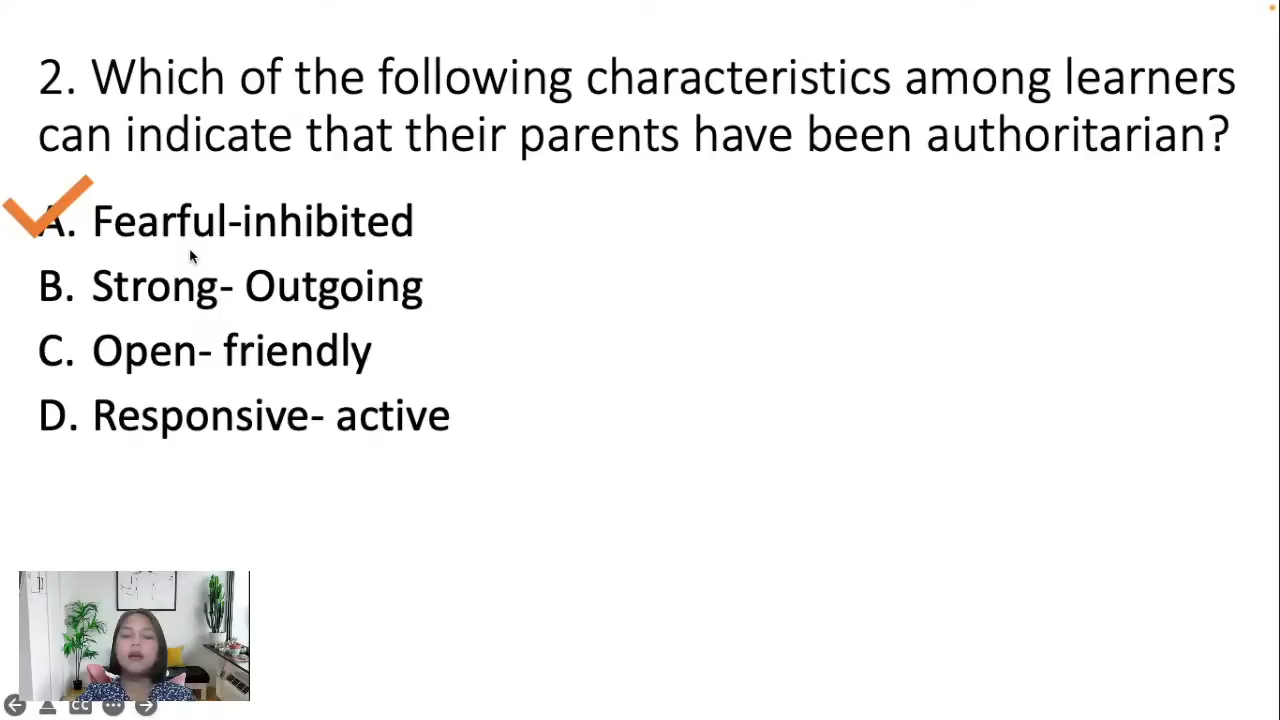 2. Which of the following characteristics among learners
can indicate that their parents have been authoritarian?
A. Fearful-inhibited
B. Strong- Outgoing
C. Open- friendly
D. Responsive- active
CC